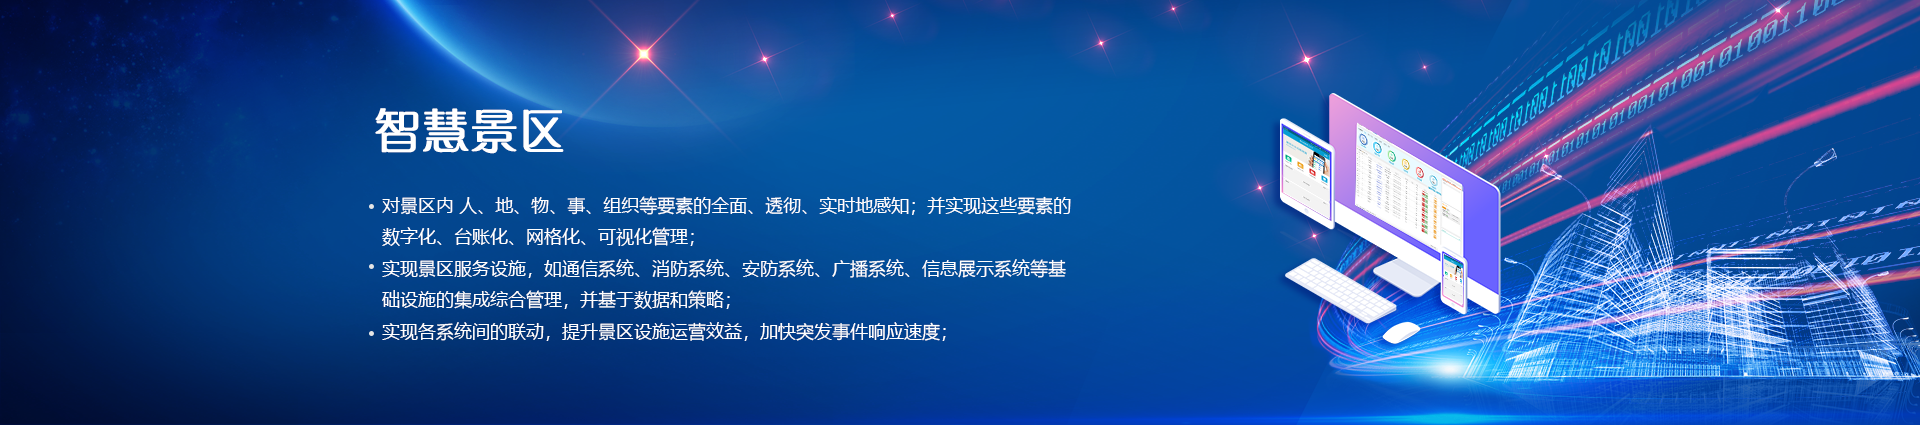 智慧景区
• 对景区内 人、地、物、事、组织等要素的全面、透彻、实时地感知；并实现这些要素的
数字化、台账化、网格化、可视化管理；
• 实现景区服务设施，如通信系统、消防系统、安防系统、广播系统、信息展示系统等基
础设施的集成综合管理，并基于数据和策略；
• 实现各系统间的联动，提升景区设施运营效益，加快突发事件响应速度；